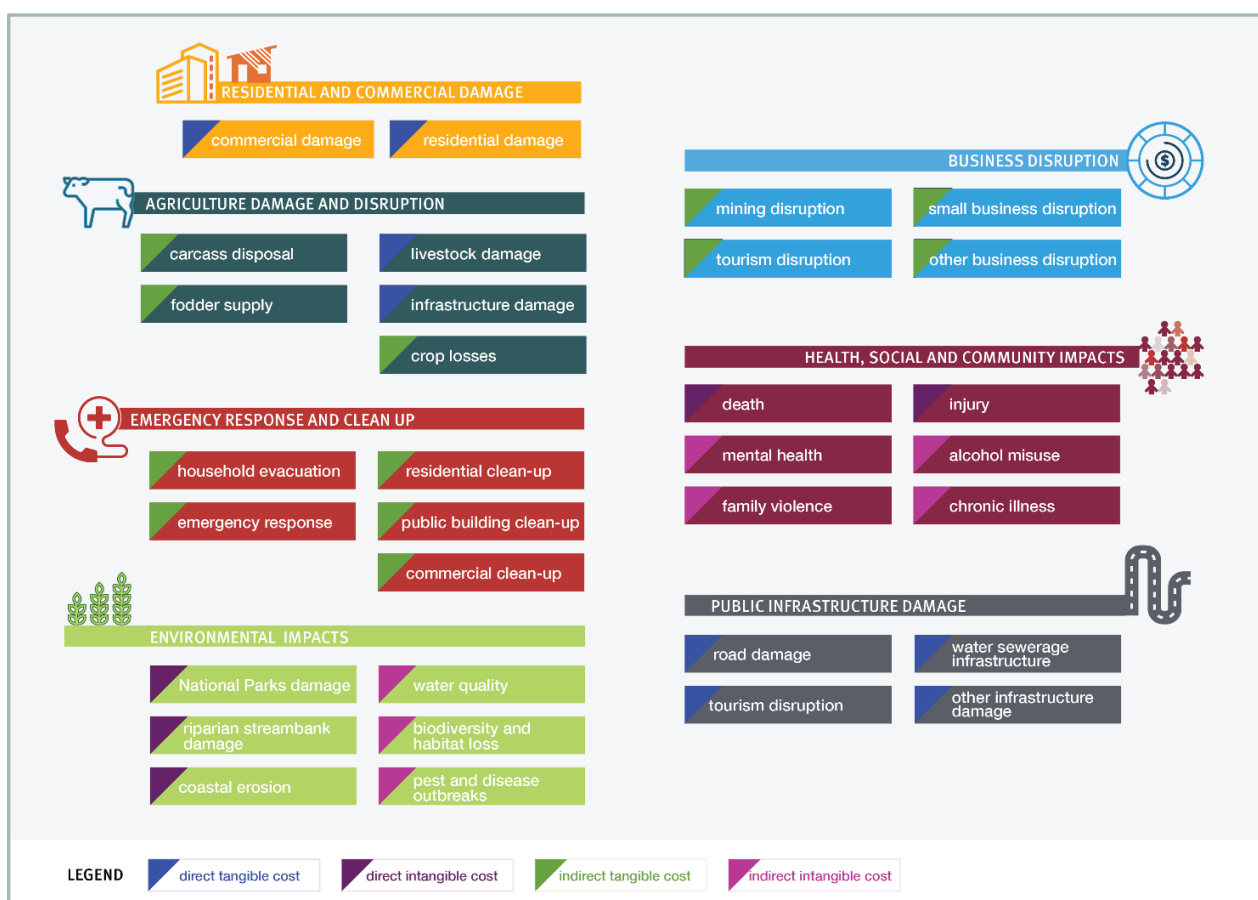 RESIDENTIAL AND COMMERCIAL DAMAGE
commercial damage
residential damage
AGRICULTURE DAMAGE AND DISRUPTION
carcass disposal
livestock damage
fodder supply
infrastructure damage
crop losses
EMERGENCY RESPONSE AND CLEAN UP
household evacuation
residential clean-up
emergency response
public building clean-up
commercial clean-up
ENVIRONMENTAL IMPACTS
National Parks damage
water quality
riparian streambank
damage
biodiversity and
habitat loss
coastal erosion
pest and disease
outbreaks
BUSINESS DISRUPTION
$
mining disruption
small business disruption
tourism disruption
other business disruption
HEALTH, SOCIAL AND COMMUNITY IMPACTS
death
injury
mental health
alcohol misuse
family violence
chronic illness
PUBLIC INFRASTRUCTURE DAMAGE
road damage
water sewerage
infrastructure
tourism disruption
other infrastructure
damage
LEGEND
direct tangible cost
direct intangible cost
indirect tangible cost
indirect intangible cost